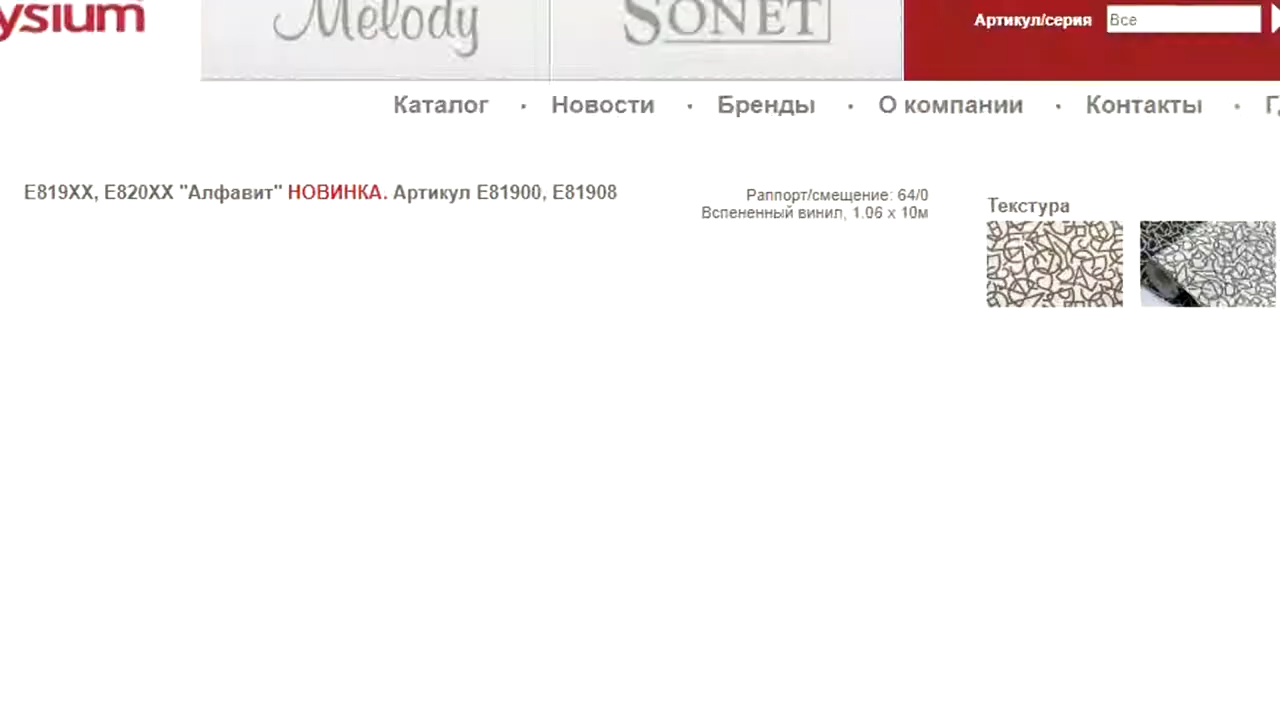 ysium
Melody
SONET
Артикул/серия Все
Каталог · Новости · Бренды · О компании · Контакты ·
E819XX, E820XX "Алфавит" НОВИНКА. Артикул E81900, E81908
Раппорт/смещение: 64/0
Вспененный винил, 1.06 x 10м
Текстура